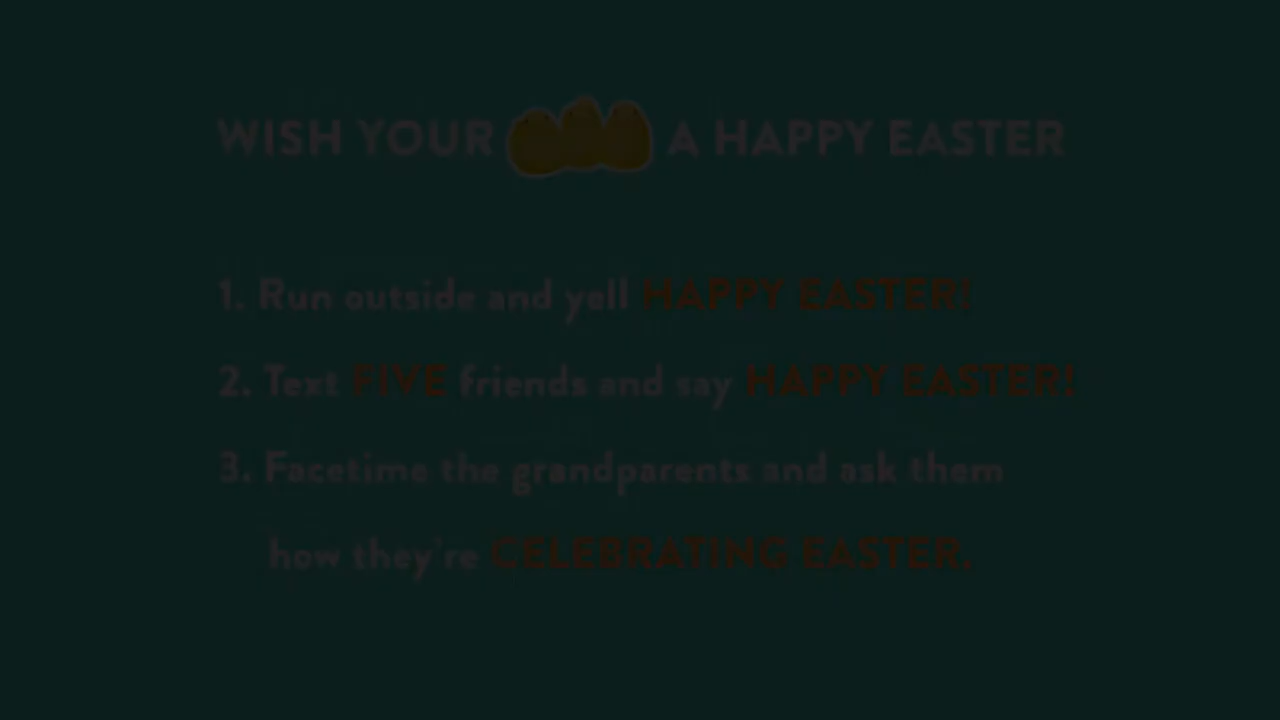 WISH YOUR A HAPPY EASTER
1. Run outside and yell HAPPY EASTER!
2. Text FIVE friends and say HAPPY EASTER!
3. Facetime the grandparents and ask them
how they're CELEBRATING EASTER.